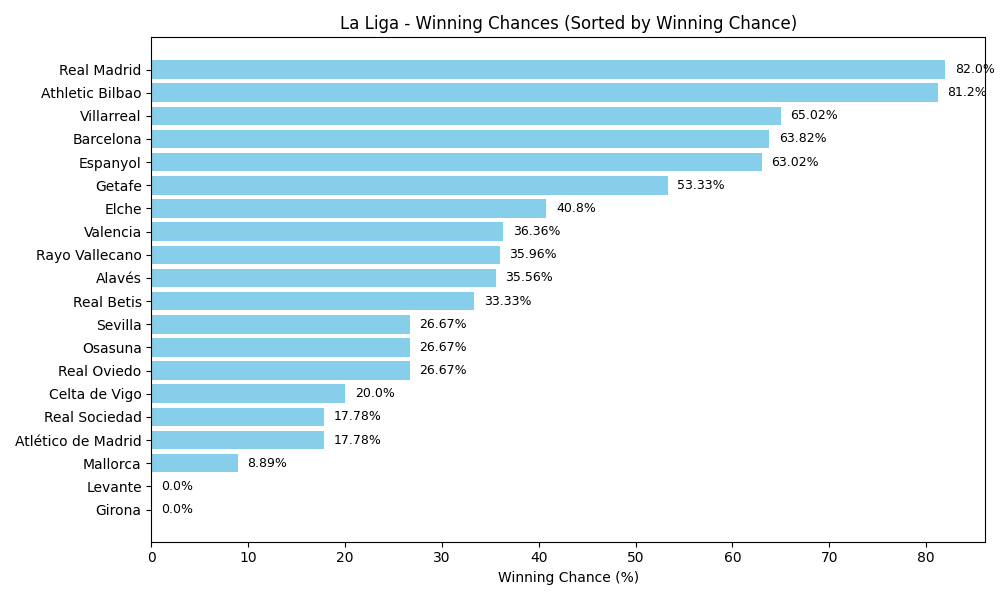 La Liga - Winning Chances (Sorted by Winning Chance)
Real Madrid 82.0%
Athletic Bilbao 81.2%
Villarreal 65.02%
Barcelona 63.82%
Espanyol 63.02%
Getafe 53.33%
Elche 40.8%
Valencia 36.36%
Rayo Vallecano 35.96%
Alavés 35.56%
Real Betis 33.33%
Sevilla 26.67%
Osasuna 26.67%
Real Oviedo 26.67%
Celta de Vigo 20.0%
Real Sociedad 17.78%
Atlético de Madrid 17.78%
Mallorca 8.89%
Levante 0.0%
Girona 0.0%
0 10 20 30 40 50 60 70 80
Winning Chance (%)